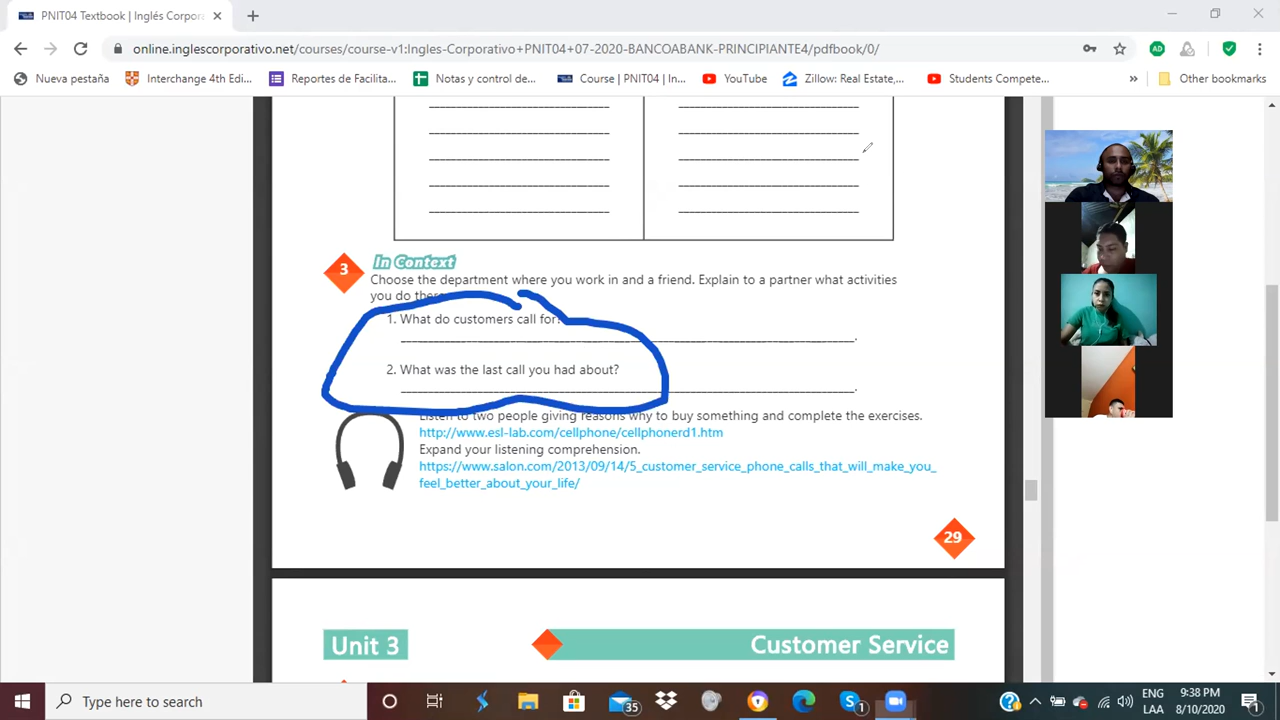 PNIT04 Textbook | Inglés Corpora
online.inglescorporativo.net/courses/course-v1:Ingles-Corporativo+PNIT04+07-2020-BANCOABANK-PRINCIPIANTE4/pdfbook/0/
Nueva pestaña
Interchange 4th Edi...
Reportes de Facilita...
Notas y control de...
Course | PNIT04 | In...
YouTube
Zillow: Real Estate,...
Students Compete...
»
Other bookmarks
3
In Context
Choose the department where you work in and a friend. Explain to a partner what activities
you do there
1. What do customers call for?
2. What was the last call you had about?
Listen to two people giving reasons why to buy something and complete the exercises.
http://www.esl-lab.com/cellphone/cellphonerd1.htm
Expand your listening comprehension.
https://www.salon.com/2013/09/14/5_customer_service_phone_calls_that_will_make_you_
feel_better_about_your_life/
29
Unit 3
Customer Service
Type here to search
35
1
ENG
LAA
9:38 PM
8/10/2020
1